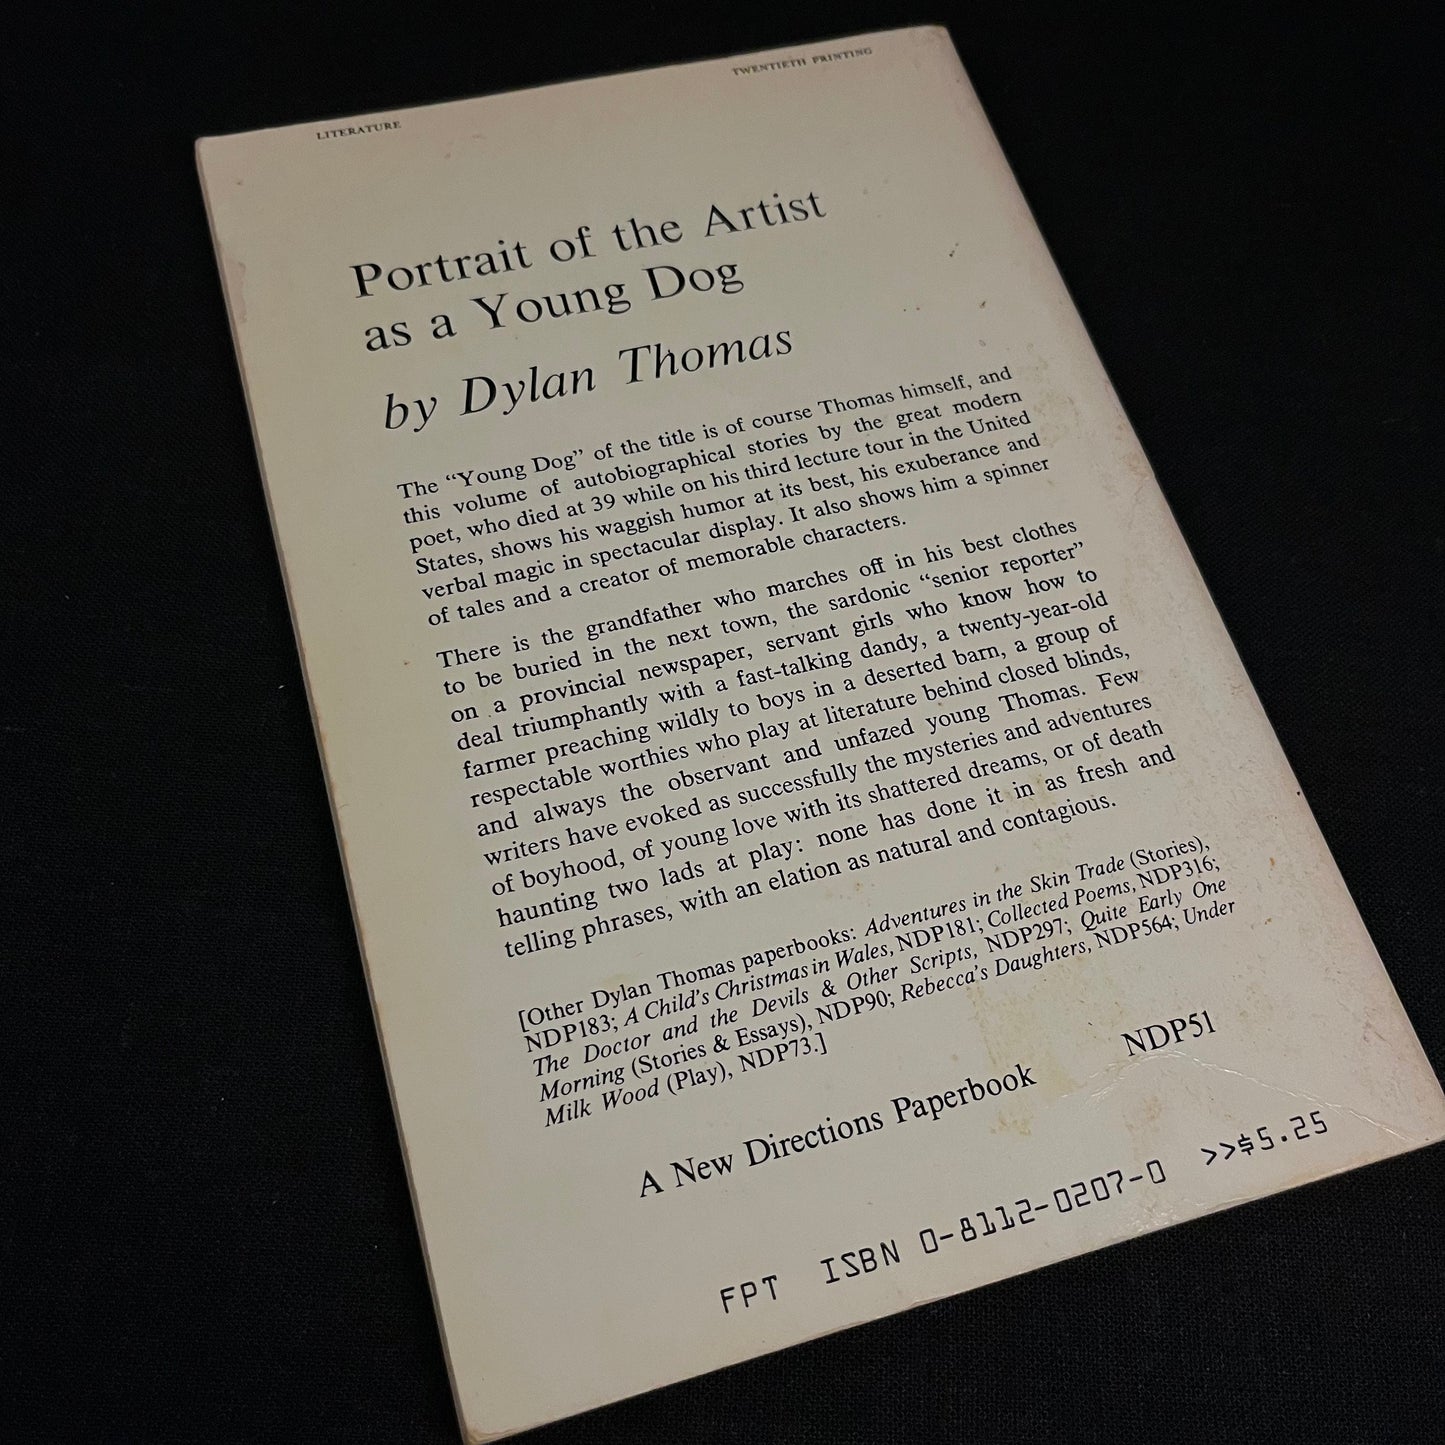 LITERATURE
TWENTIETH PRINTING
Portrait of the Artist
as a Young Dog
by Dylan Thomas
The “Young Dog” of the title is of course Thomas himself, and
this volume of autobiographical stories by the great modern
poet, who died at 39 while on his third lecture tour in the United
States, shows his waggish humor at its best, his exuberance and
verbal magic in spectacular display. It also shows him a spinner
of tales and a creator of memorable characters.
There is the grandfather who marches off in his best clothes
to be buried in the next town, the sardonic “senior reporter”
on a provincial newspaper, servant girls who know how to
deal triumphantly with a fast-talking dandy, a twenty-year-old
farmer preaching wildly to boys in a deserted barn, a group of
respectable worthies who play at literature behind closed blinds,
and always the observant and unfazed young Thomas. Few
writers have evoked as successfully the mysteries and adventures
of boyhood, of young love with its shattered dreams, or of death
haunting two lads at play: none has done it in as fresh and
telling phrases, with an elation as natural and contagious.
[Other Dylan Thomas paperbooks: Adventures in the Skin Trade (Stories),
NDP183; A Child's Christmas in Wales, NDP181; Collected Poems, NDP316;
The Doctor and the Devils & Other Scripts, NDP297; Quite Early One
Morning (Stories & Essays), NDP90; Rebecca's Daughters, NDP564; Under
Milk Wood (Play), NDP73.]
A New Directions Paperbook NDP51
FPT ISBN 0-8112-0207-0 >>$5.25